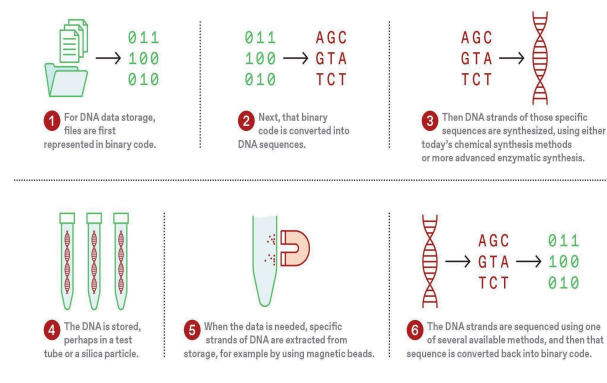 011
100
010
1 For DNA data storage,
files are first
represented in binary code.
011 AGC
100 GTA
010 TCT
2 Next, that binary
code is converted into
DNA sequences.
AGC
GTA
TCT
3 Then DNA strands of those specific
sequences are synthesized, using either
today's chemical synthesis methods
or more advanced enzymatic synthesis.
4 The DNA is stored,
perhaps in a test
tube or a silica particle.
5 When the data is needed, specific
strands of DNA are extracted from
storage, for example by using magnetic beads.
AGC 011
GTA 100
TCT 010
6 The DNA strands are sequenced using one
of several available methods, and then that
sequence is converted back into binary code.